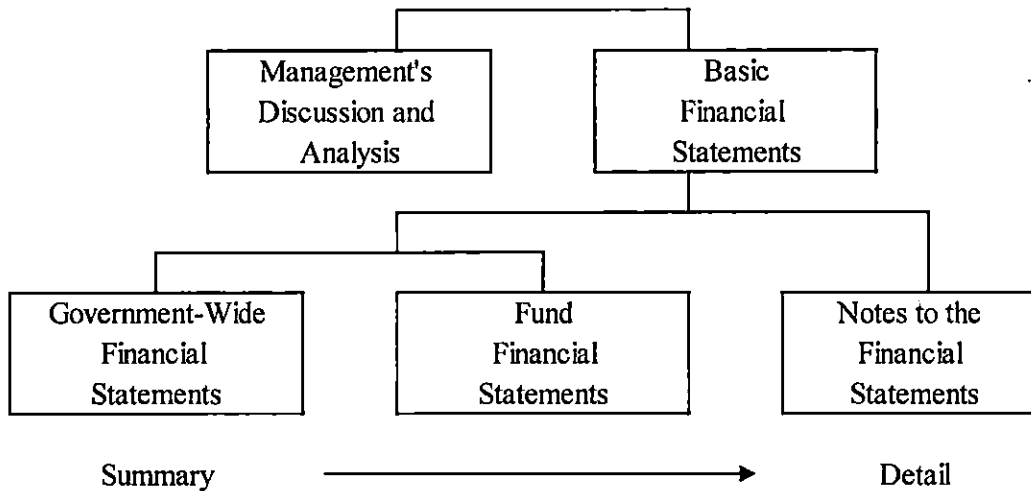 Management's
Discussion and
Analysis
Basic
Financial
Statements
Government-Wide
Financial
Statements
Fund
Financial
Statements
Notes to the
Financial
Statements
Summary
Detail